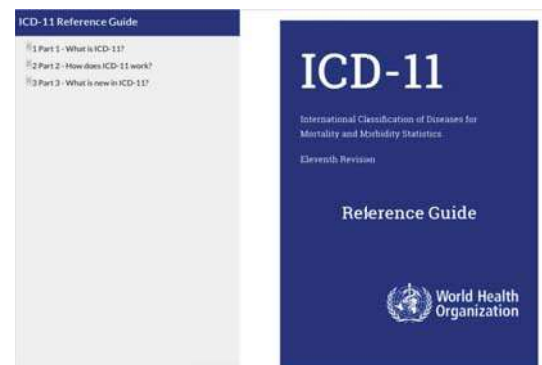 ICD-11 Reference Guide
1 Part 1 - What is ICD-11?
2 Part 2 - How does ICD-11 work?
3 Part 3 - What is new in ICD-11?
ICD-11
International Classification of Diseases for
Mortality and Morbidity Statistics
Eleventh Revision
Reference Guide
World Health
Organization